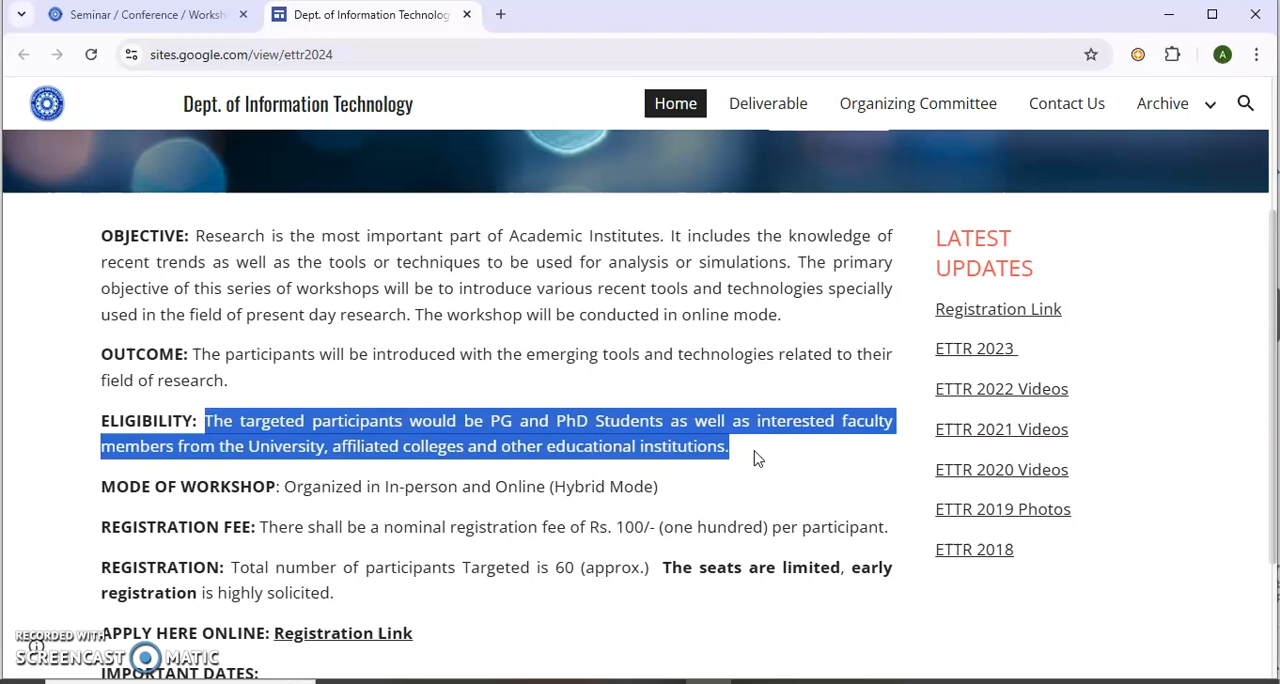 Seminar / Conference / Worksh
Dept. of Information Technolog
sites.google.com/view/ettr2024
A
Dept. of Information Technology
Home
Deliverable
Organizing Committee
Contact Us
Archive
OBJECTIVE: Research is the most important part of Academic Institutes. It includes the knowledge of
recent trends as well as the tools or techniques to be used for analysis or simulations. The primary
objective of this series of workshops will be to introduce various recent tools and technologies specially
used in the field of present day research. The workshop will be conducted in online mode.
OUTCOME: The participants will be introduced with the emerging tools and technologies related to their
field of research.
ELIGIBILITY: The targeted participants would be PG and PhD Students as well as interested faculty
members from the University, affiliated colleges and other educational institutions.
MODE OF WORKSHOP: Organized in In-person and Online (Hybrid Mode)
REGISTRATION FEE: There shall be a nominal registration fee of Rs. 100/- (one hundred) per participant.
REGISTRATION: Total number of participants Targeted is 60 (approx.) The seats are limited, early
registration is highly solicited.
APPLY HERE ONLINE: Registration Link
IMPORTANT DATES:
LATEST
UPDATES
Registration Link
ETTR 2023
ETTR 2022 Videos
ETTR 2021 Videos
ETTR 2020 Videos
ETTR 2019 Photos
ETTR 2018
RECORDED WITH
SCREENCAST MATIC